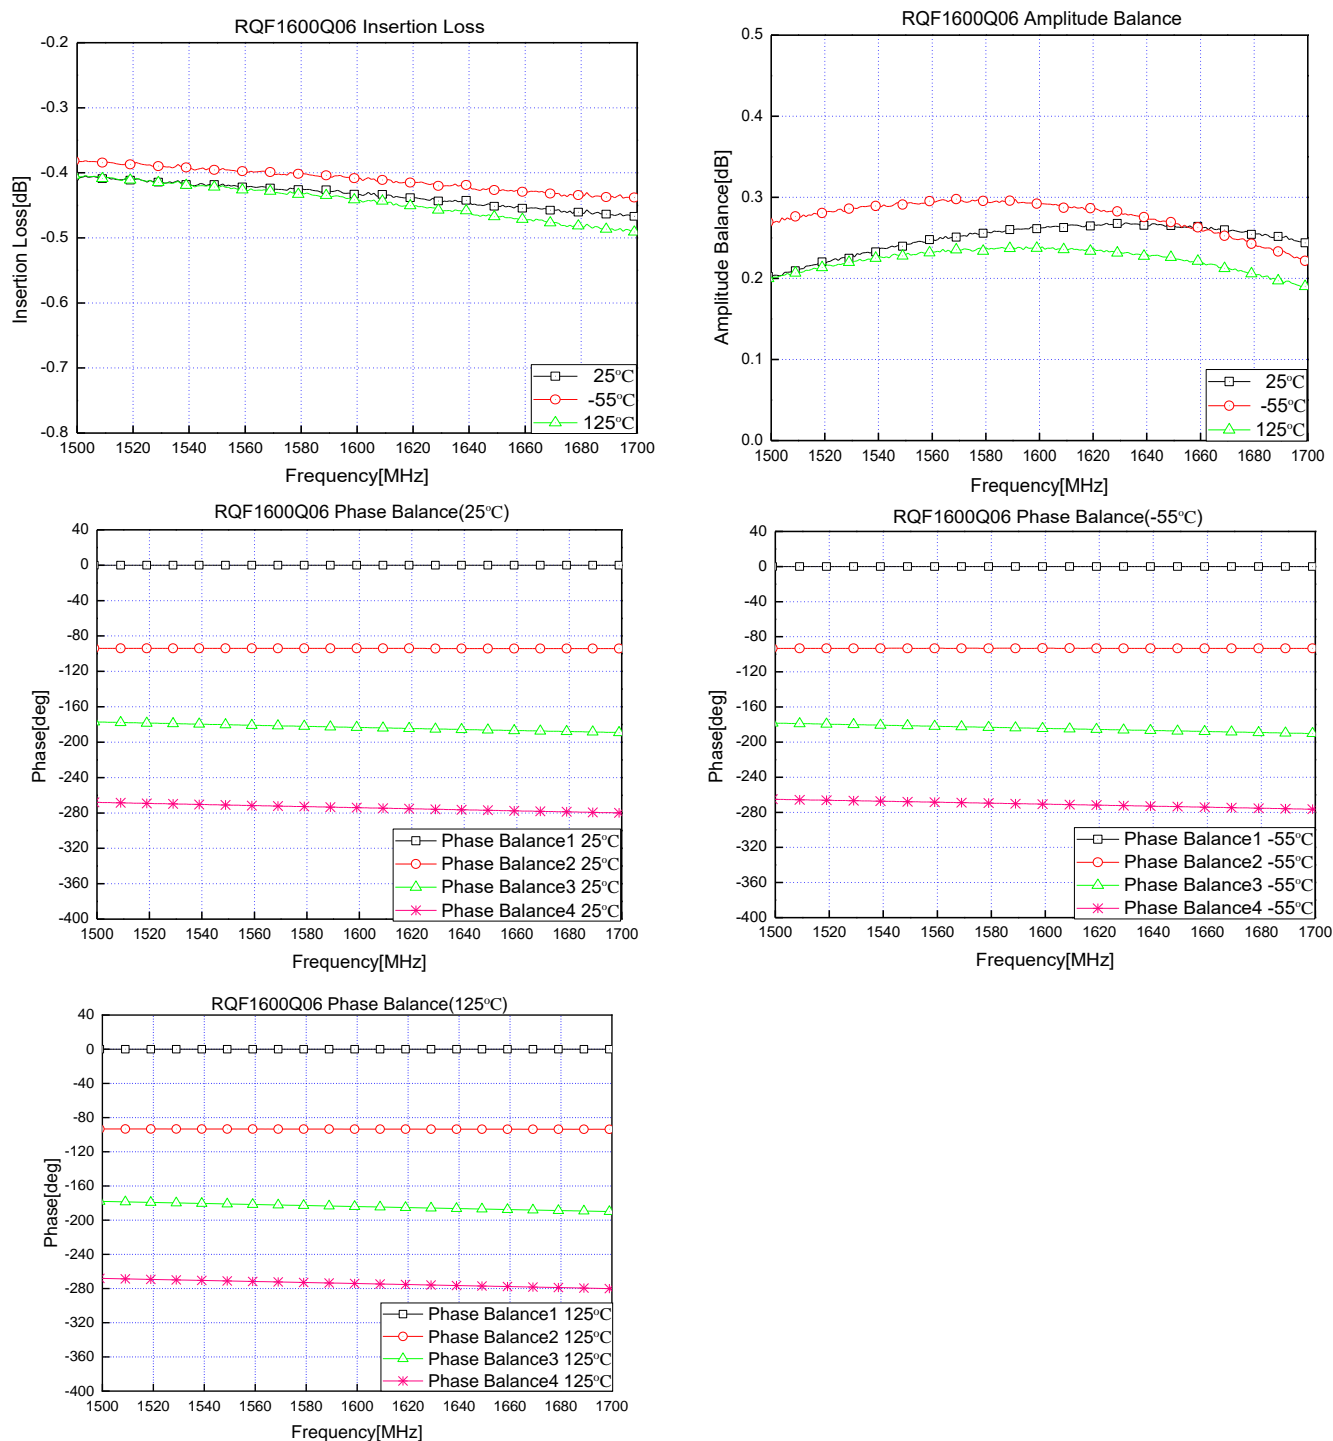 RQF1600Q06 Insertion Loss
-0.2
-0.3
-0.4
-0.5
-0.6
-0.7
-0.8
Insertion Loss[dB]
25°C
-55°C
125°C
1500 1520 1540 1560 1580 1600 1620 1640 1660 1680 1700
Frequency[MHz]
RQF1600Q06 Amplitude Balance
0.5
0.4
0.3
0.2
0.1
0.0
Amplitude Balance[dB]
25°C
-55°C
125°C
1500 1520 1540 1560 1580 1600 1620 1640 1660 1680 1700
Frequency[MHz]
RQF1600Q06 Phase Balance(25°C)
40
0
-40
-80
-120
-160
-200
-240
-280
-320
-360
-400
Phase[deg]
Phase Balance1 25°C
Phase Balance2 25°C
Phase Balance3 25°C
Phase Balance4 25°C
1500 1520 1540 1560 1580 1600 1620 1640 1660 1680 1700
Frequency[MHz]
RQF1600Q06 Phase Balance(-55°C)
40
0
-40
-80
-120
-160
-200
-240
-280
-320
-360
-400
Phase[deg]
Phase Balance1 -55°C
Phase Balance2 -55°C
Phase Balance3 -55°C
Phase Balance4 -55°C
1500 1520 1540 1560 1580 1600 1620 1640 1660 1680 1700
Frequency[MHz]
RQF1600Q06 Phase Balance(125°C)
40
0
-40
-80
-120
-160
-200
-240
-280
-320
-360
-400
Phase[deg]
Phase Balance1 125°C
Phase Balance2 125°C
Phase Balance3 125°C
Phase Balance4 125°C
1500 1520 1540 1560 1580 1600 1620 1640 1660 1680 1700
Frequency[MHz]